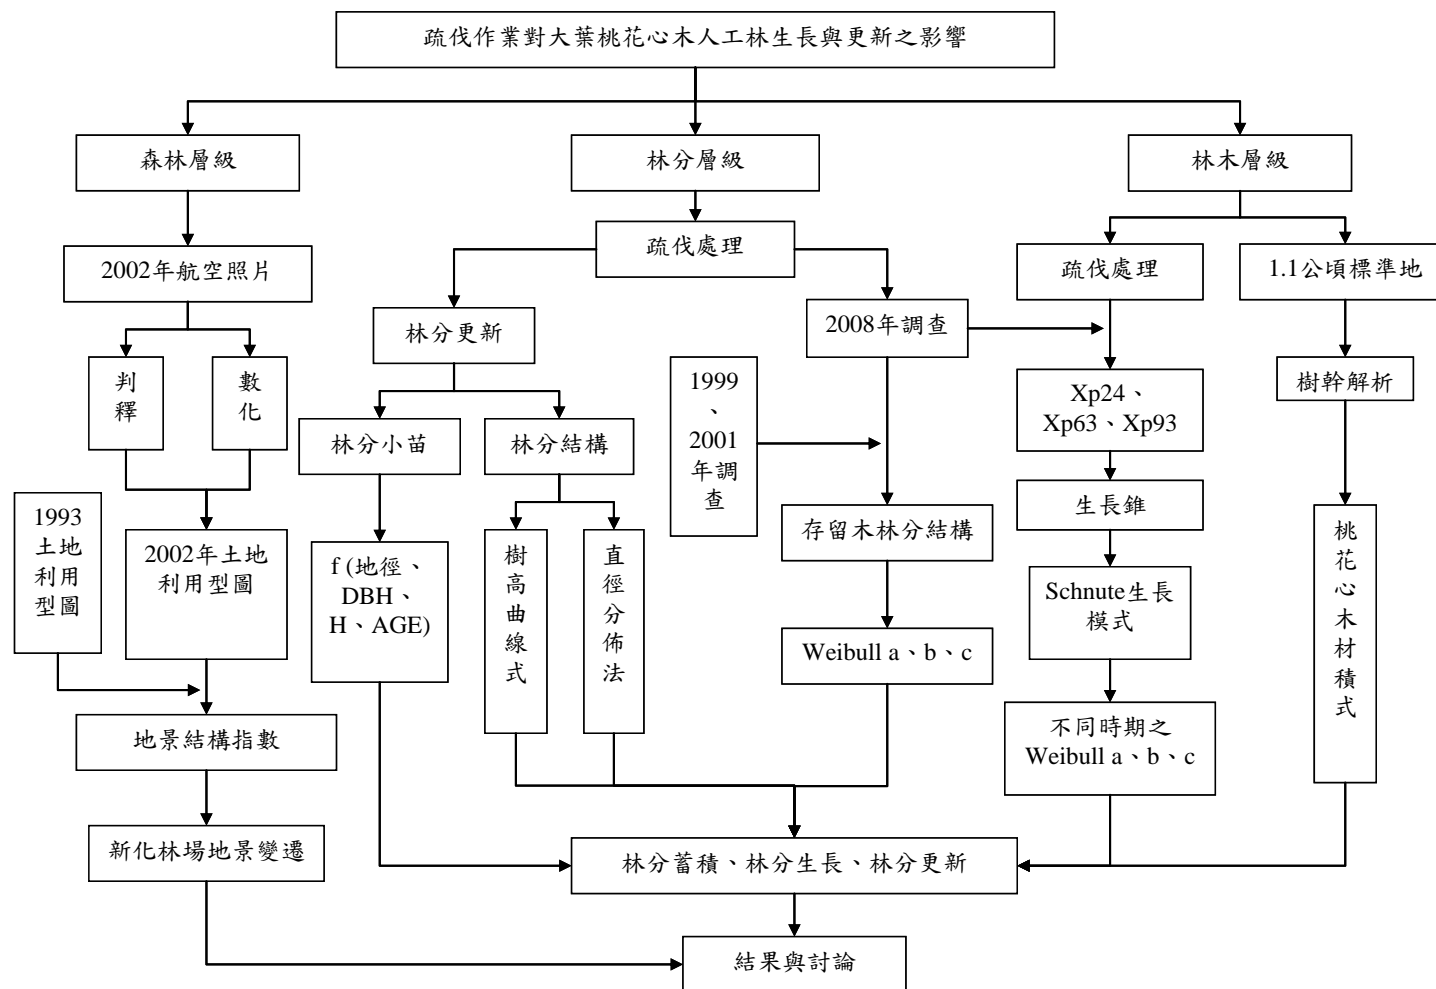 疏伐作業對大葉桃花心木人工林生長與更新之影響
森林層級
林分層級
林木層級
2002年航空照片
疏伐處理
疏伐處理
1.1公頃標準地
林分更新
2008年調查
判
釋
數
化
1999
、
2001
年調
查
Xp24、
Xp63、Xp93
樹幹解析
林分小苗
林分結構
1993
土地
利用
型圖
2002年土地
利用型圖
f (地徑、
DBH、
H、AGE)
樹
高
曲
線
式
直
徑
分
佈
法
存留木林分結構
生長錐
桃
花
心
木
材
積
式
Schnute生長
模式
Weibull a、b、c
地景結構指數
不同時期之
Weibull a、b、c
新化林場地景變遷
林分蓄積、林分生長、林分更新
結果與討論